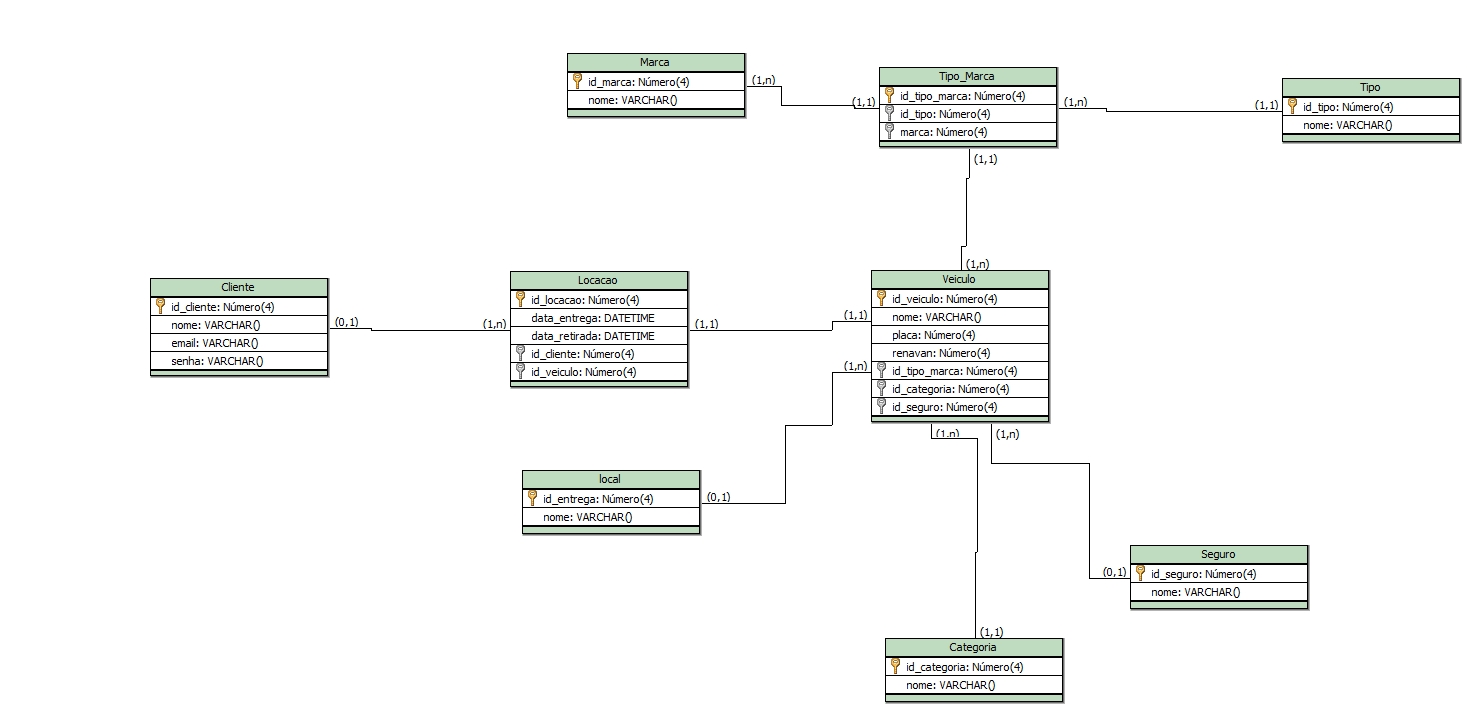 Marca
id_marca: Número(4)
nome: VARCHAR()
(1,n)
(1,1)
Tipo_Marca
id_tipo_marca: Número(4)
id_tipo: Número(4)
marca: Número(4)
(1,n)
(1,1)
Tipo
id_tipo: Número(4)
nome: VARCHAR()
(1,1)
(1,n)
Cliente
id_cliente: Número(4)
nome: VARCHAR()
email: VARCHAR()
senha: VARCHAR()
(0,1)
(1,n)
Locacao
id_locacao: Número(4)
data_entrega: DATETIME
data_retirada: DATETIME
id_cliente: Número(4)
id_veiculo: Número(4)
(1,1)
(1,1)
(1,n)
Veiculo
id_veiculo: Número(4)
nome: VARCHAR()
placa: Número(4)
renavan: Número(4)
id_tipo_marca: Número(4)
id_categoria: Número(4)
id_seguro: Número(4)
(1,n)
(1,n)
local
id_entrega: Número(4)
nome: VARCHAR()
(0,1)
(0,1)
Seguro
id_seguro: Número(4)
nome: VARCHAR()
(1,1)
Categoria
id_categoria: Número(4)
nome: VARCHAR()